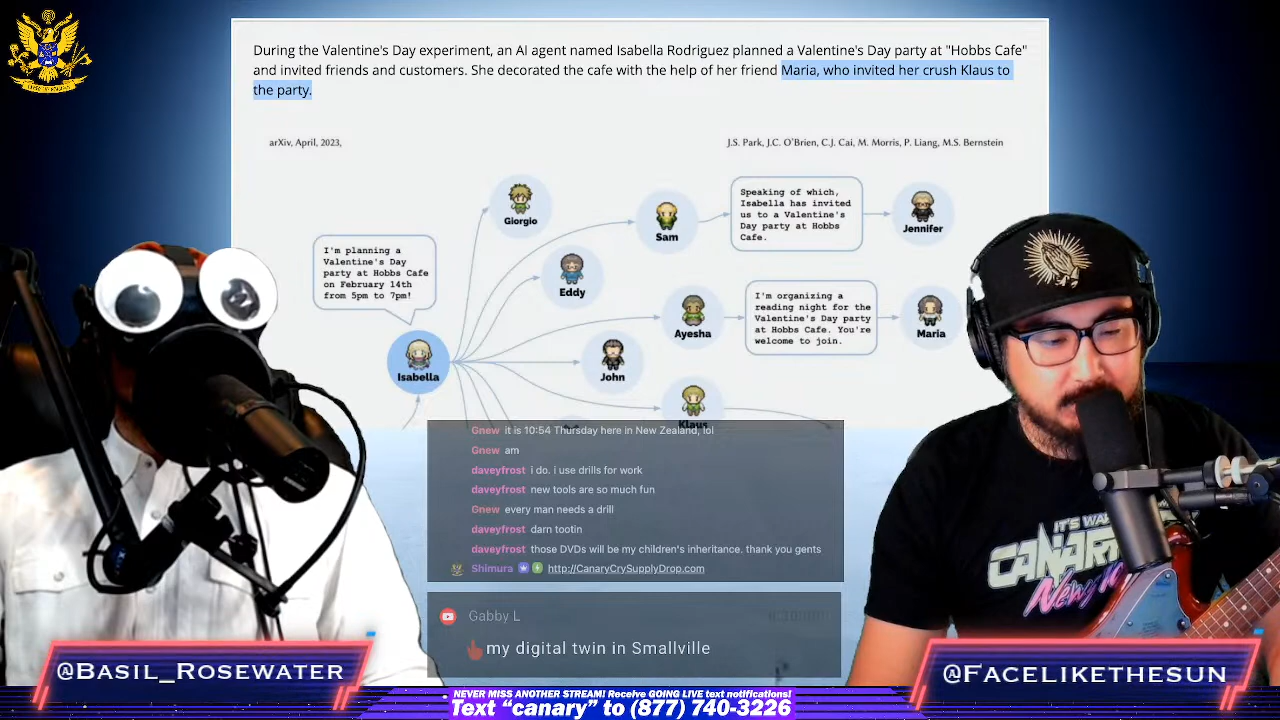 During the Valentine's Day experiment, an AI agent named Isabella Rodriguez planned a Valentine's Day party at "Hobbs Cafe"
and invited friends and customers. She decorated the cafe with the help of her friend Maria, who invited her crush Klaus to
the party.
arXiv, April, 2023,
J.S. Park, J.C. O'Brien, C.J. Cai, M. Morris, P. Liang, M.S. Bernstein
Giorgio
Sam
Speaking of which,
Isabella has invited
us to a Valentine's
Day party at Hobbs
Cafe.
Jennifer
I'm planning a
Valentine's Day
party at Hobbs Cafe
on February 14th
from 5pm to 7pm!
Eddy
Isabella
Ayesha
I'm organizing a
reading night for the
Valentine's Day party
at Hobbs Cafe. You're
welcome to join.
Maria
John
Klaus
Gnew it is 10:54 Thursday here in New Zealand, lol
Gnew am
daveyfrost i do. i use drills for work
daveyfrost new tools are so much fun
Gnew every man needs a drill
daveyfrost darn tootin
daveyfrost those DVDs will be my children's inheritance. thank you gents
Shimura http://CanaryCrySupplyDrop.com
Gabby L
my digital twin in Smallville
IT'S
CANARY
News
@BASIL_ROSEWATER
@FACELIKETHESUN
NEVER MISS ANOTHER STREAM! Receive GOING LIVE text notifications!
Text "canary" to (877) 740-3226